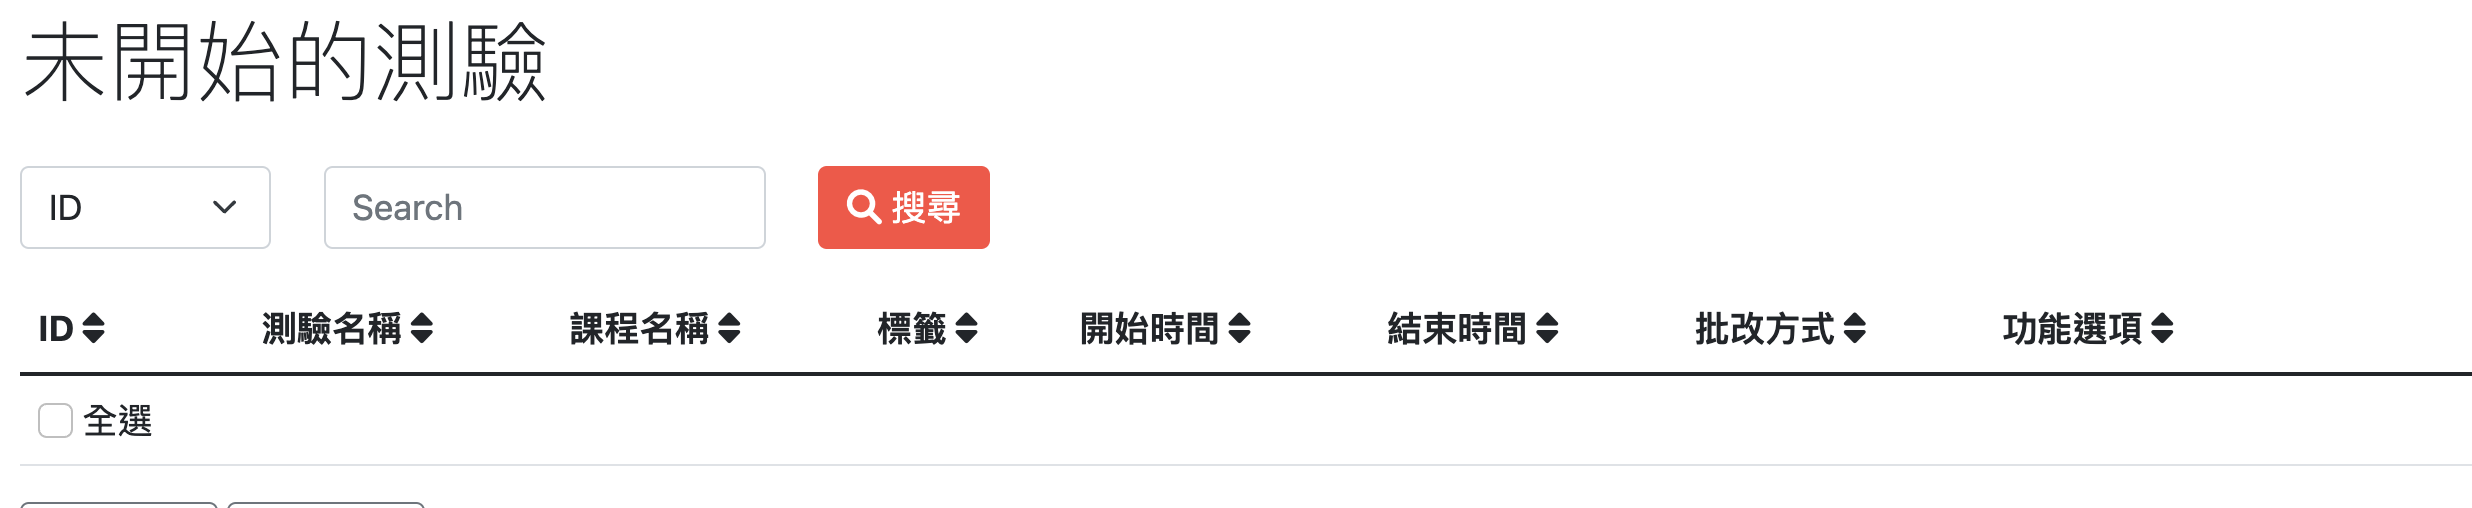 未開始的測驗
ID Search 搜尋
ID 測驗名稱 課程名稱 標籤 開始時間 結束時間 批改方式 功能選項
全選